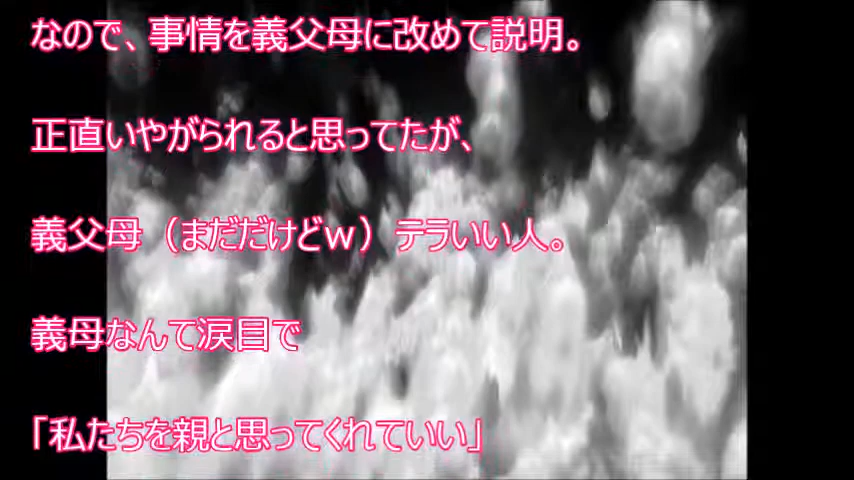 なので、事情を義父母に改めて説明。
正直いやがられると思ってたが、
義父母（まだだけどｗ）テラいい人。
義母なんて涙目で
「私たちを親と思ってくれていい」